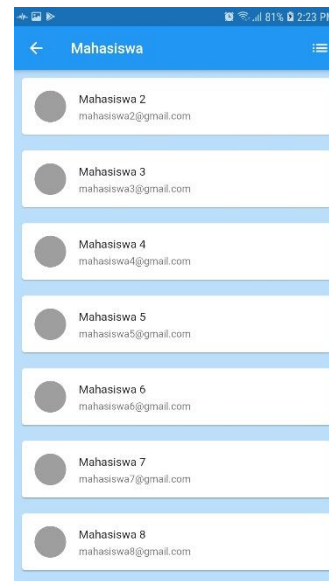 81% 2:23 PM
Mahasiswa
Mahasiswa 2
mahasiswa2@gmail.com
Mahasiswa 3
mahasiswa3@gmail.com
Mahasiswa 4
mahasiswa4@gmail.com
Mahasiswa 5
mahasiswa5@gmail.com
Mahasiswa 6
mahasiswa6@gmail.com
Mahasiswa 7
mahasiswa7@gmail.com
Mahasiswa 8
mahasiswa8@gmail.com